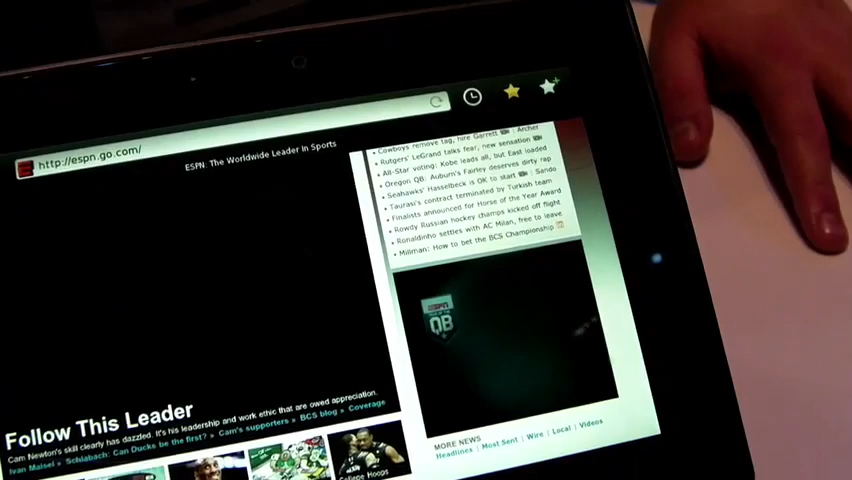 http://espn.go.com/
ESPN: The Worldwide Leader In Sports
• Cowboys remove tag, hire Garrett | Archer
• Rutgers' LeGrand talks fear, new sensation
• All-Star voting: Kobe leads all, but East loaded
• Oregon QB: Auburn's Fairley deserves dirty rap
• Seahawks' Hasselbeck is OK to start | Sando
• Taurasi's contract terminated by Turkish team
• Finalists announced for Horse of the Year Award
• Rowdy Russian hockey champs kicked off flight
• Ronaldinho settles with AC Milan, free to leave
• Millman: How to bet the BCS Championship
ESPN
QB
Follow This Leader
Cam Newton's skill clearly has dazzled. It's his leadership and work ethic that are owed appreciation.
Ivan Maisel » Schlabach: Can Ducks be the first? » Cam's supporters » BCS blog » Coverage
College Hoops
MORE NEWS
Headlines | Most Sent | Wire | Local | Videos